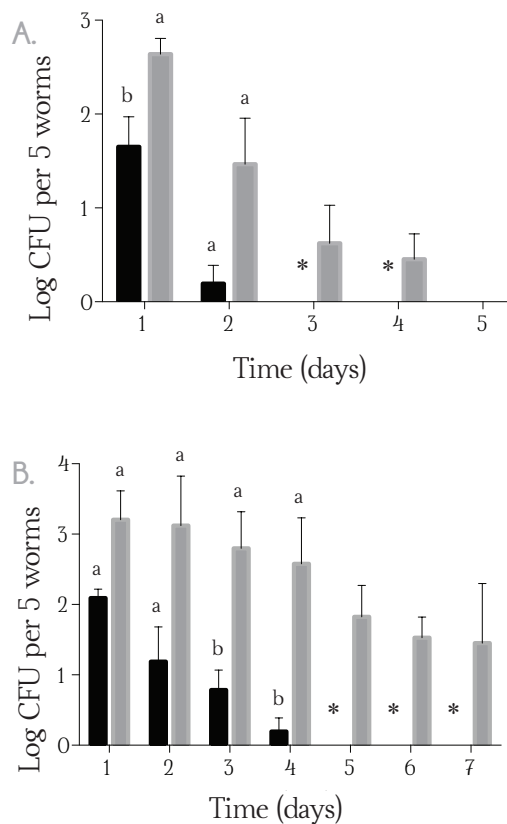 A.
Log CFU per 5 worms
3
2
1
0
b a
a a
*
*
1 2 3 4 5
Time (days)
B.
Log CFU per 5 worms
4
3
2
1
0
a a
a a
b a
b a
*
*
*
1 2 3 4 5 6 7
Time (days)